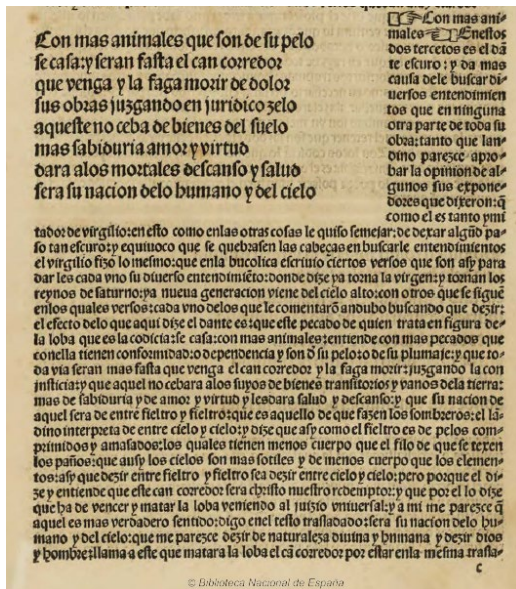 Con mas animales que son de su pelo
se casa:y seran fasta el can corredor
que venga y la faga morir de dolor
sus obras juzgando en juridico zelo
aqueste no ceba de bienes del suelo
mas sabiduria amor y virtud
dara alos mortales descanso y salud
sera su nacion delo humano y del cielo
☞Con mas ani⸗
males☜Enestos
dos tercetos es el dã
te escuro: y da mas
causa dele buscar di
uersos entendimien
tos que en ninguna
otra parte de toda su
obra:tanto que lan
dino paresce apro⸗
bar la opinion de al
gunos sus expone⸗
dores que dixeron:q̃
como el es tanto ymi
tador de virgilio:en esto como enlas otras cosas le quiso semejar:de dexar algũo pa⸗
so tan escuro:y equiuoco que se quebrasen las cabeças en buscarle entendimientos
el virgilio fizo lo mesmo:que enla bucolica escriuio ciertos versos que son asy para
dar les cada vno su diuerso entendimiẽto:donde dize ya torna la virgen:y tornan los
reynos de saturno:ya nueua generacion viene del cielo alto:con otros que se siguẽ
enlos quales versos:cada vno delos que le comentarõ andubo buscando que dezir:
el efecto delo que aqui dize el dante es:que este pecado de quien trata en figura de⸗
la loba que es la codicia:se casa:con mas animales:entiende con mas pecados que
conella tienen conformidad:o dependencia y son đ su pelo:o de su plumaje:y que to⸗
da via seran mas fasta que venga el can corredor y la faga morir:juzgando la con
justicia:y que aquel no cebara alos suyos de bienes transitorios y vanos dela tierra:
mas de sabiduria y de amor y virtud y lesdara salud y descanso:y que su nacion de
aquel sera de entre fieltro y fieltro:que es aquello de que fazen los sombreros:el lã⸗
dino interpreta de entre cielo y cielo:y dize que asy como el fieltro es de pelos com⸗
primidos y amasados:los quales tienen menos cuerpo que el filo de que se texen
los paños:que ausy los cielos son mas sotiles y de menos cuerpo que los elemen⸗
tos:asy que dezir entre fieltro y fieltro sea dezir entre cielo y cielo:pero porque el di⸗
ze y entiende que este can corredor sera christo nuestro redemptor:y que por el lo dize
que ha de vencer y matar la loba veniendo al juizio vniuersal:y a mi me paresce q̃
aquel es mas verdadero sentido:digo enel testo trasladado:sera su nacion delo hu⸗
mano y del cielo:que me paresce dezir de naturaleza diuina y humana y dezir dios
y hombre:llama a este que matara la loba el cã corredor por estar enla mesma trasla⸗
c
© Biblioteca Nacional de España